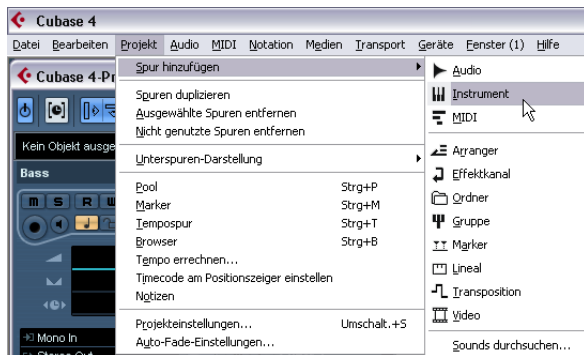 Cubase 4
Datei Bearbeiten Projekt Audio MIDI Notation Medien Transport Geräte Fenster (1) Hilfe
Cubase 4-Pr
Kein Objekt ausge
Bass
M S R W
Mono In
Stereo Out
Spur hinzufügen
Spuren duplizieren
Ausgewählte Spuren entfernen
Nicht genutzte Spuren entfernen
Unterspuren-Darstellung
Pool Strg+P
Marker Strg+M
Tempospur Strg+T
Browser Strg+B
Tempo errechnen...
Timecode am Positionszeiger einstellen
Notizen
Projekteinstellungen... Umschalt.+S
Auto-Fade-Einstellungen...
Audio
Instrument
MIDI
Arranger
Effektkanal
Ordner
Gruppe
Marker
Lineal
Transposition
Video
Sounds durchsuchen...